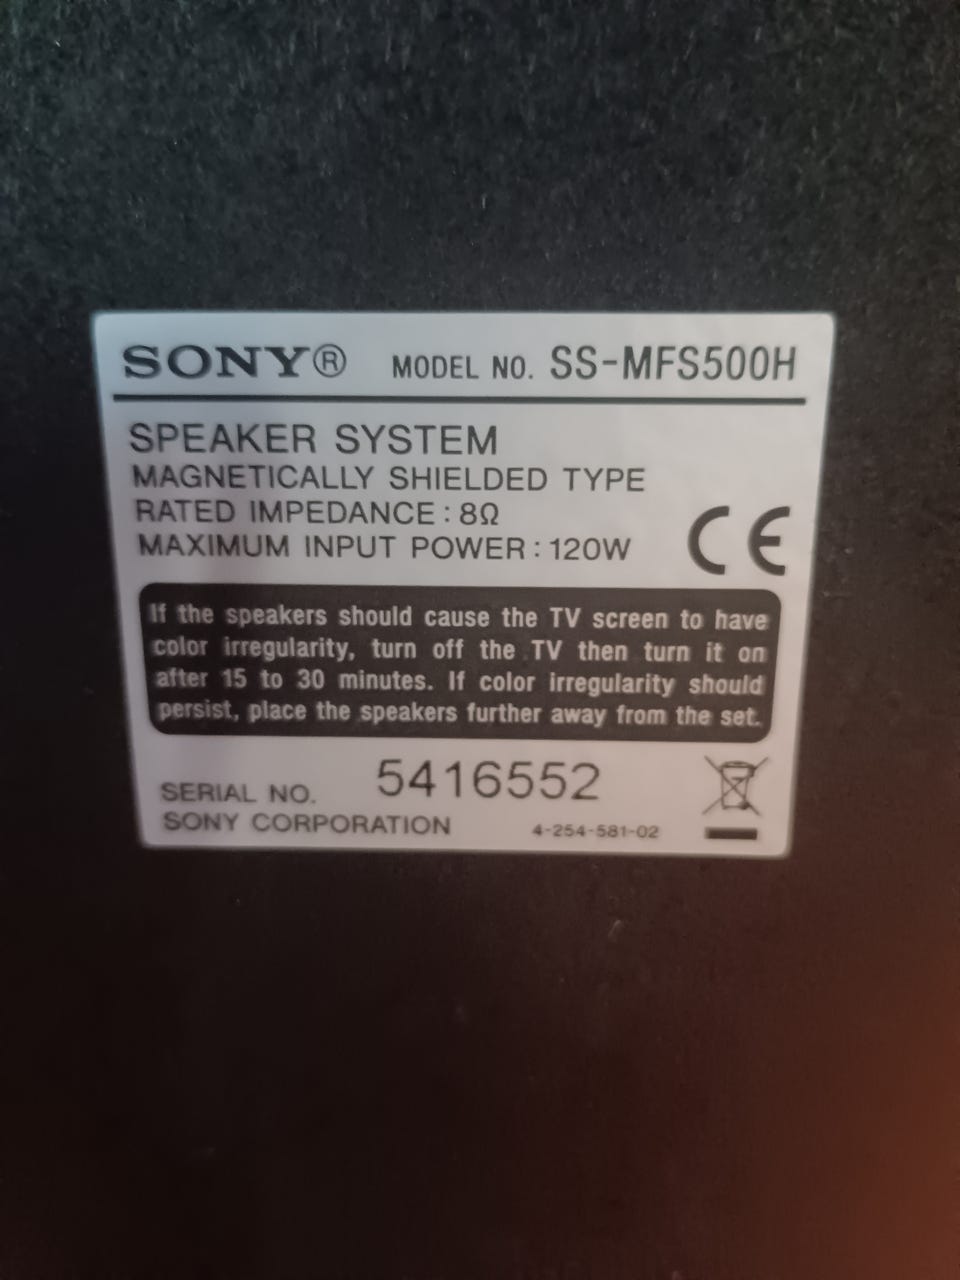 SONY® MODEL NO. SS-MFS500H
SPEAKER SYSTEM
MAGNETICALLY SHIELDED TYPE
RATED IMPEDANCE : 8Ω
MAXIMUM INPUT POWER : 120W
CE
If the speakers should cause the TV screen to have
color irregularity, turn off the TV then turn it on
after 15 to 30 minutes. If color irregularity should
persist, place the speakers further away from the set.
SERIAL NO. 5416552
SONY CORPORATION 4-254-581-02